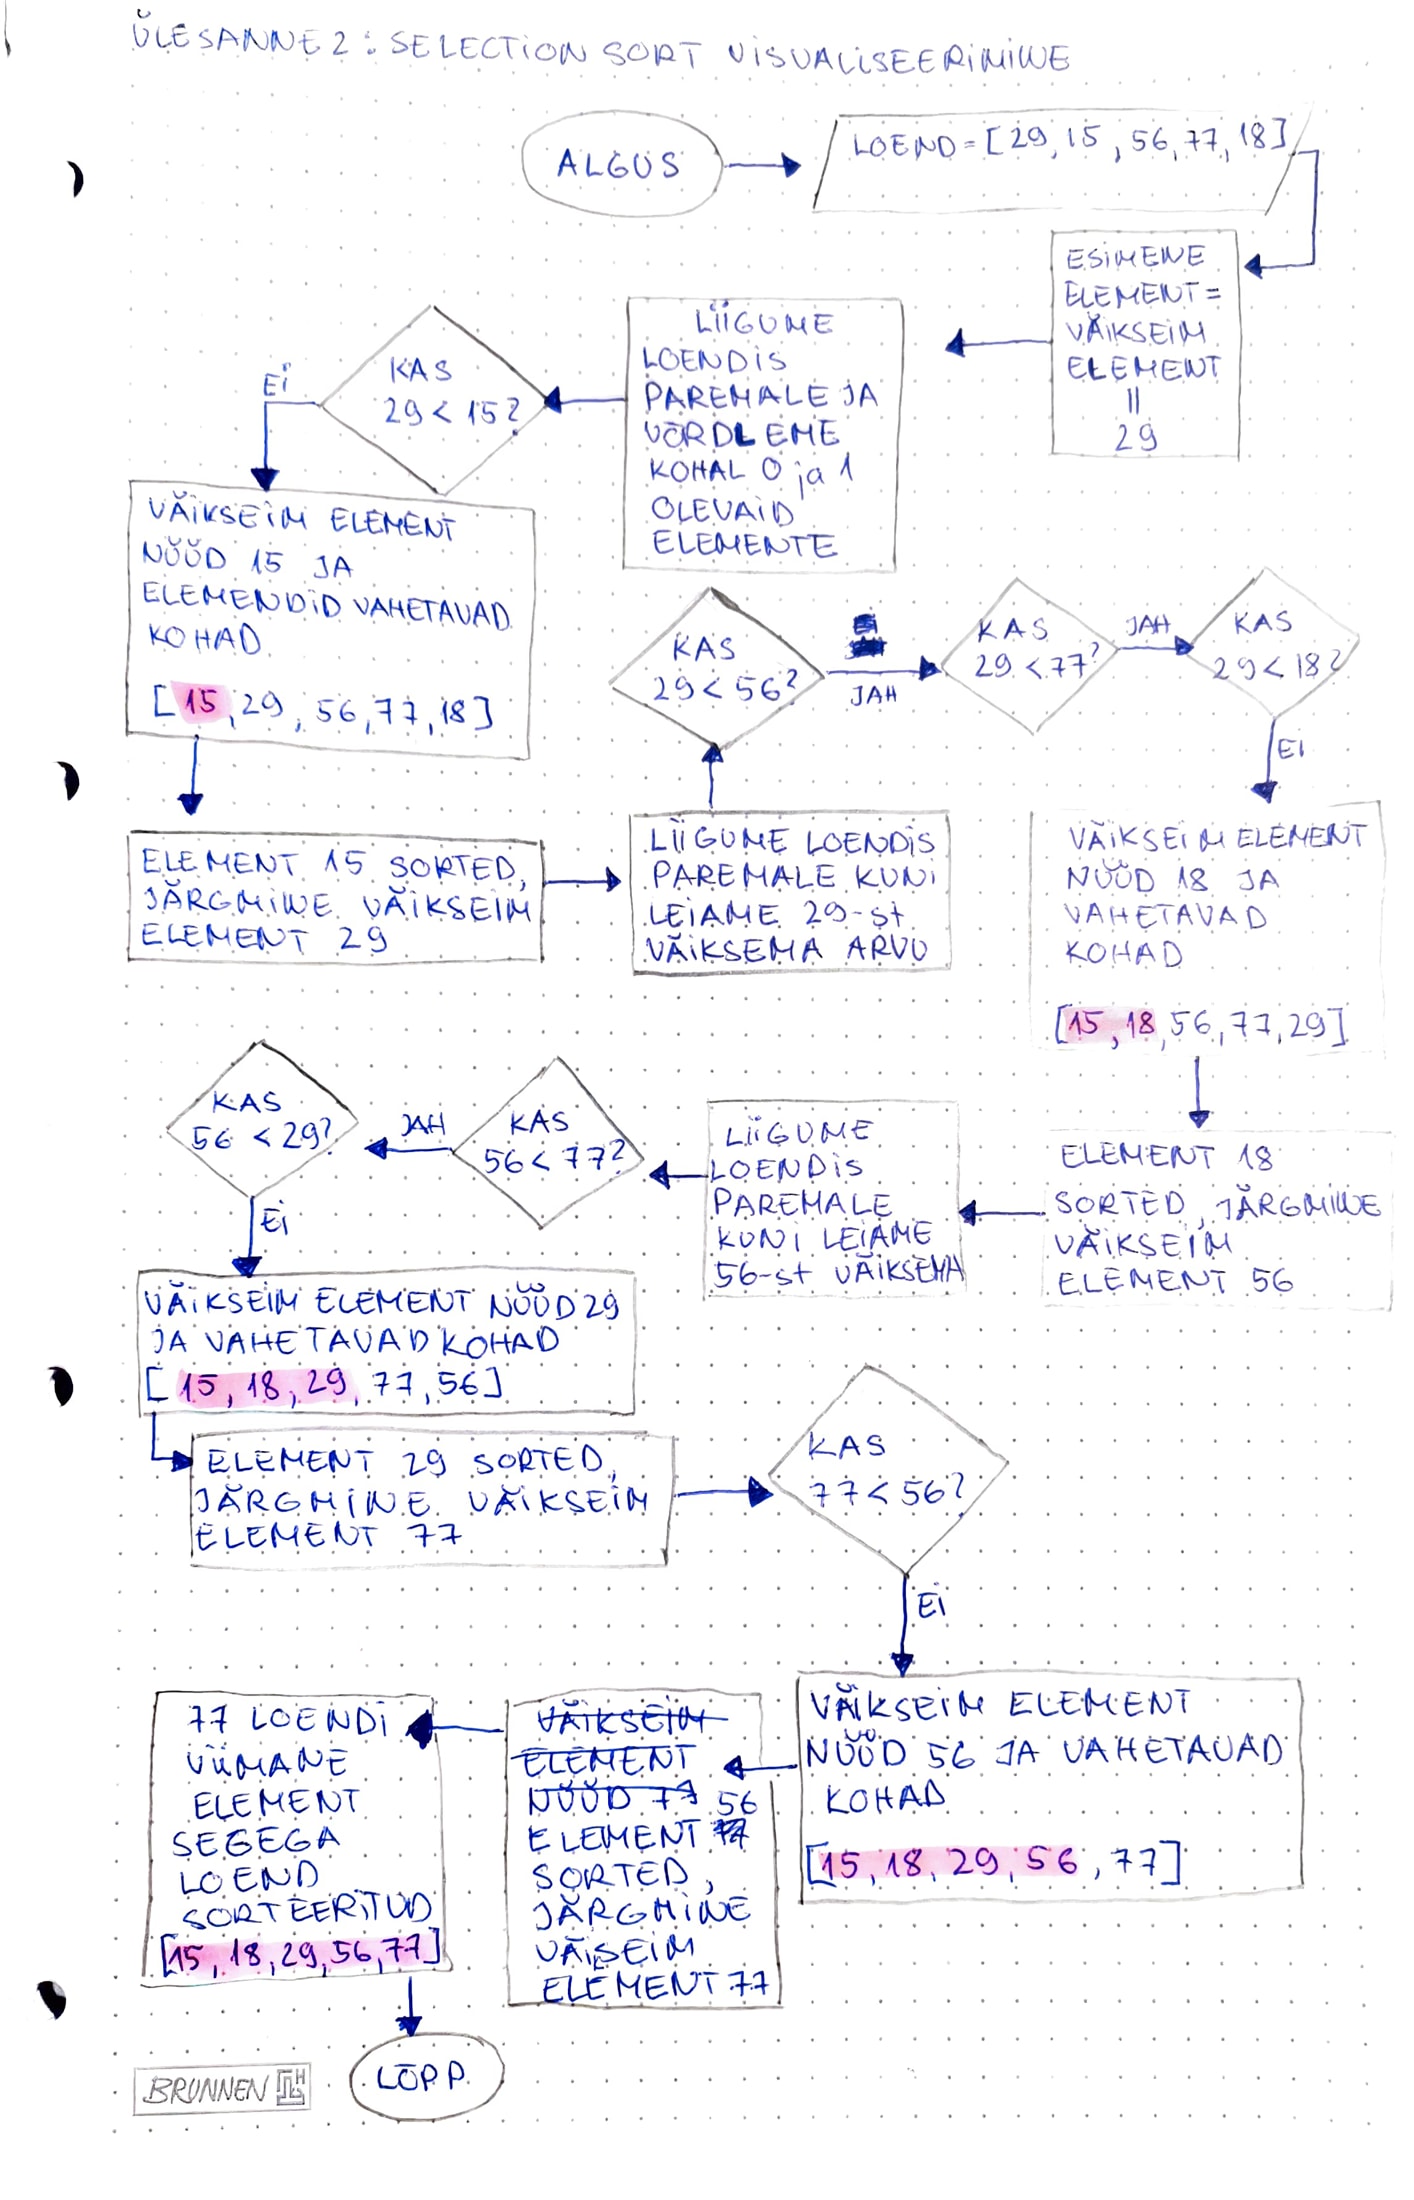 ÜLESANNE 2: SELECTION SORT VISUALISEERIMINE
ALGUS
LOEND = [29, 15, 56, 77, 18]
ESIMENE
ELEMENT =
VÄIKSEIM
ELEMENT
||
29
LIIGUME
LOENDIS
PAREMALE JA
VÕRDLEME
KOHAL 0 ja 1
OLEVAID
ELEMENTE
KAS
29 < 15?
Ei
VÄIKSEIM ELEMENT
NÜÜD 15 JA
ELEMENDID VAHETAVAD
KOHAD
[15, 29, 56, 77, 18]
ELEMENT 15 SORTED,
JÄRGMINE VÄIKSEIM
ELEMENT 29
LIIGUME LOENDIS
PAREMALE KUNI
LEIAME 29-st
VÄIKSEMA ARVU
KAS
29 < 56?
JAH
KAS
29 < 77?
JAH
KAS
29 < 18?
Ei
VÄIKSEIM ELEMENT
NÜÜD 18 JA
VAHETAVAD
KOHAD
[15, 18, 56, 77, 29]
ELEMENT 18
SORTED, JÄRGMINE
VÄIKSEIM
ELEMENT 56
LIIGUME
LOENDIS
PAREMALE
KUNI LEIAME
56-st VÄIKSEMA
KAS
56 < 77?
JAH
KAS
56 < 29?
Ei
VÄIKSEIM ELEMENT NÜÜD 29
JA VAHETAVAD KOHAD
[15, 18, 29, 77, 56]
ELEMENT 29 SORTED,
JÄRGMINE VÄIKSEIM
ELEMENT 77
KAS
77 < 56?
Ei
VÄIKSEIM ELEMENT
NÜÜD 56 JA VAHETAVAD
KOHAD
[15, 18, 29, 56, 77]
VÄIKSEIM
ELEMENT
NÜÜD 77 56
ELEMENT 77
SORTED,
JÄRGMINE
VÄISEIM
ELEMENT 77
77 LOENDI
VIIMANE
ELEMENT
SEGEGA
LOEND
SORTEERITUD
[15, 18, 29, 56, 77]
LÕPP
BRUNNEN